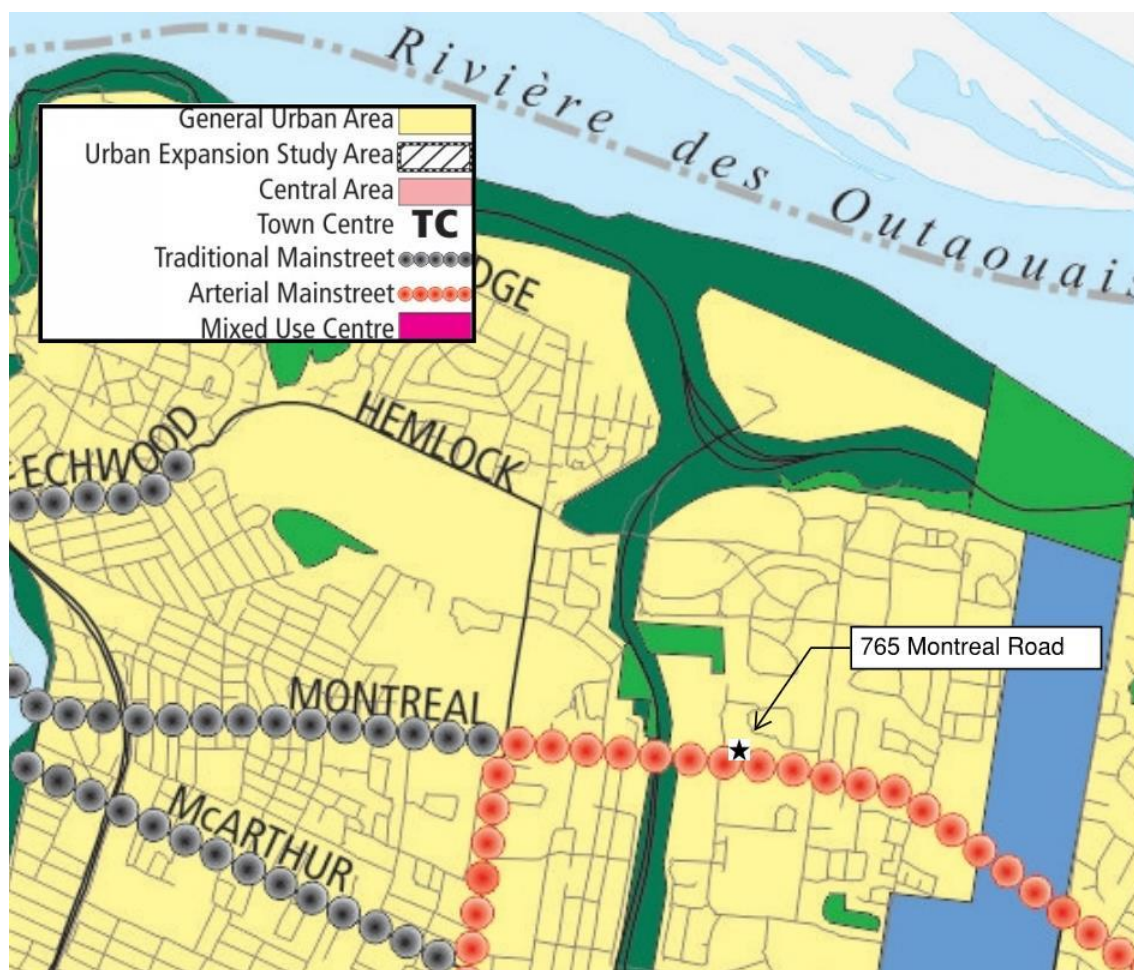 Rivière des Outaouais
General Urban Area
Urban Expansion Study Area
Central Area
Town Centre TC
Traditional Mainstreet
Arterial Mainstreet
Mixed Use Centre
DGE
HEMLOCK
ECHWOOD
765 Montreal Road
MONTREAL
McARTHUR